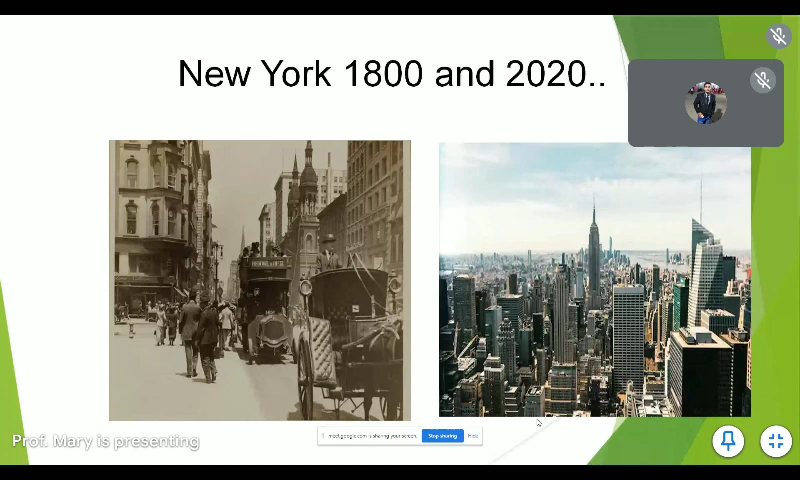 New York 1800 and 2020..
Prof. Mary is presenting
meet.google.com is sharing your screen.
Stop sharing
Hide